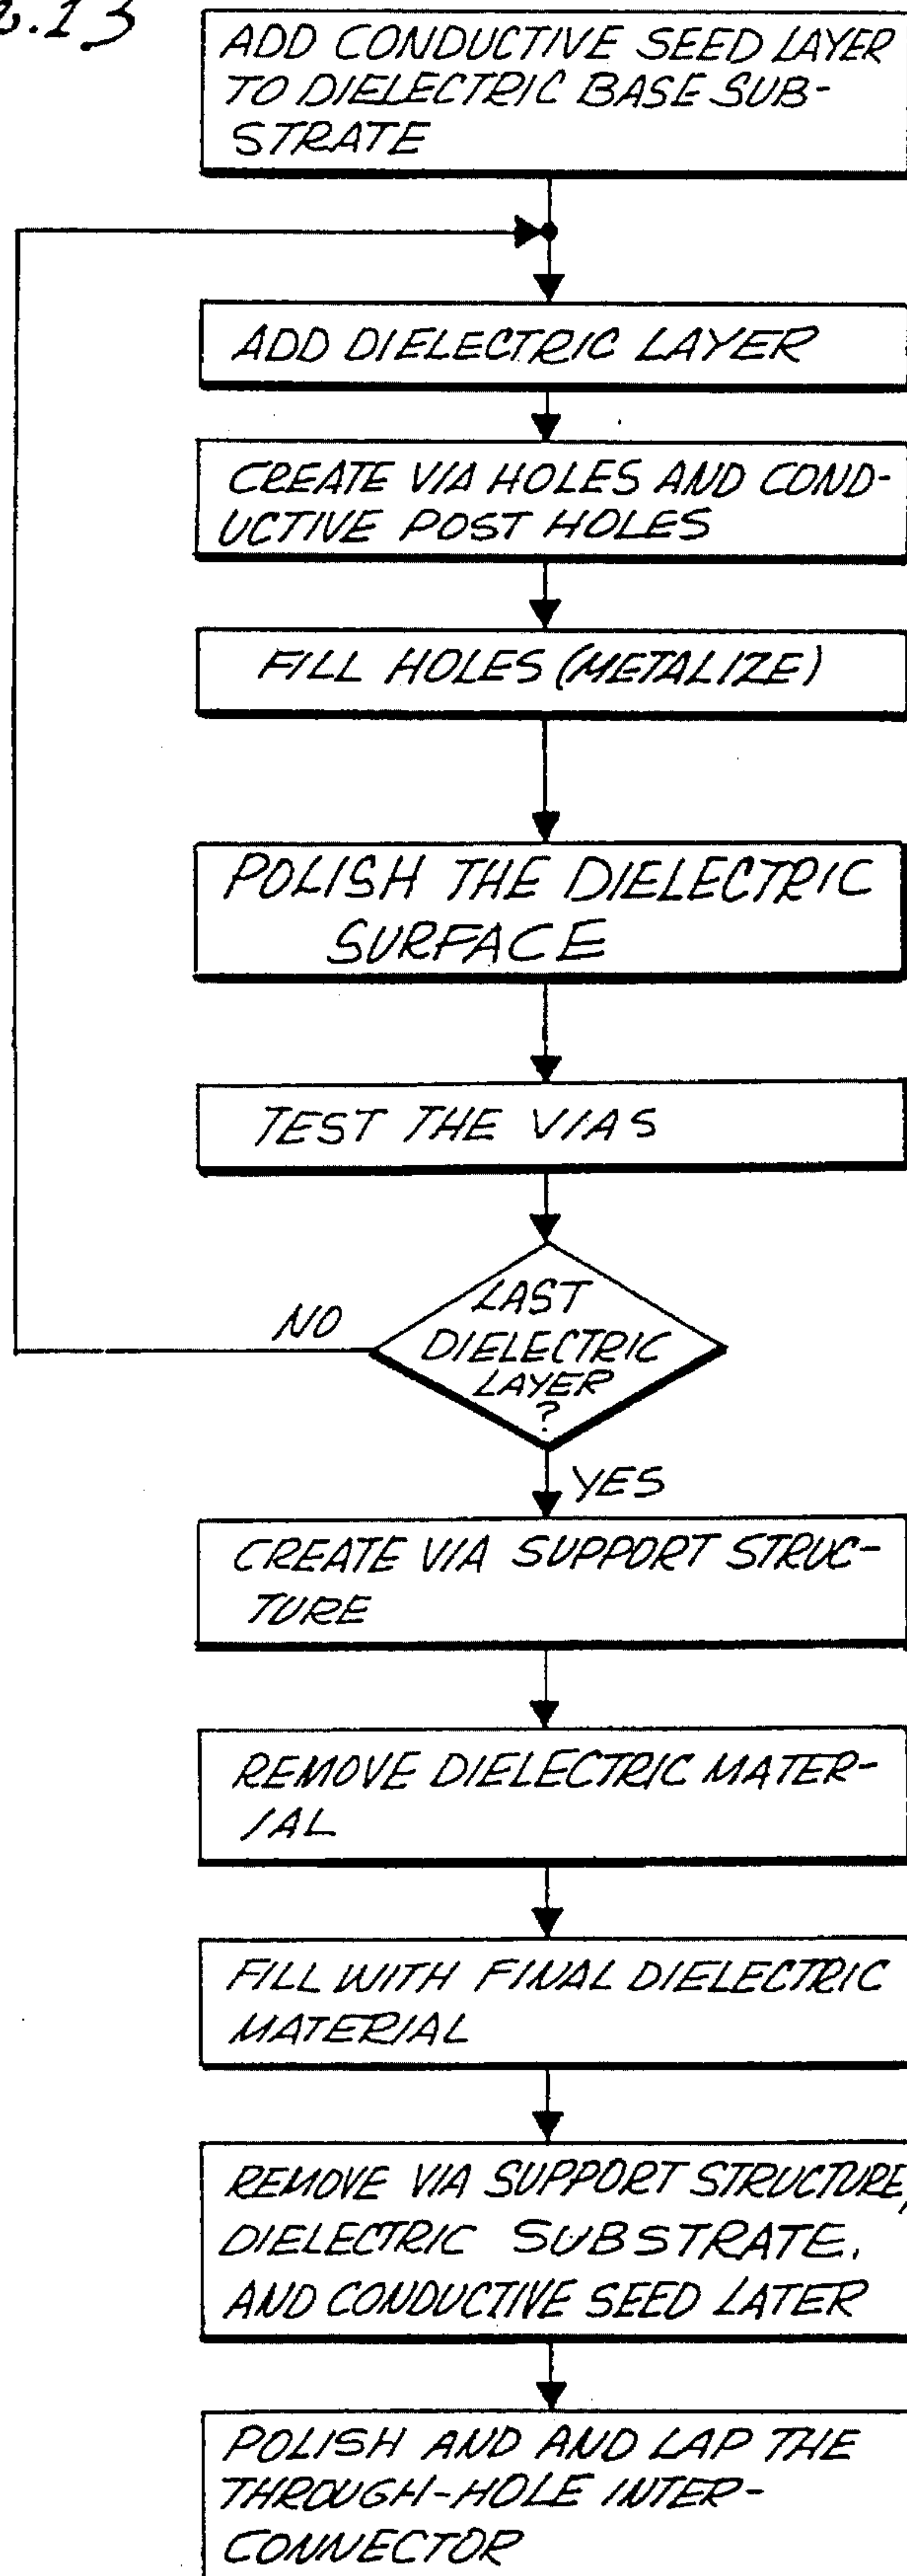 ADD CONDUCTIVE SEED LAYER
TO DIELECTRIC BASE SUB-
STRATE
ADD DIELECTRIC LAYER
CREATE VIA HOLES AND COND-
UCTIVE POST HOLES
FILL HOLES (METALIZE)
POLISH THE DIELECTRIC
SURFACE
TEST THE VIAS
LAST
DIELECTRIC
LAYER
?
NO
YES
CREATE VIA SUPPORT STRUC-
TURE
REMOVE DIELECTRIC MATER-
IAL
FILL WITH FINAL DIELECTRIC
MATERIAL
REMOVE VIA SUPPORT STRUCTURE,
DIELECTRIC SUBSTRATE.
AND CONDUCTIVE SEED LATER
POLISH AND AND LAP THE
THROUGH-HOLE INTER-
CONNECTOR